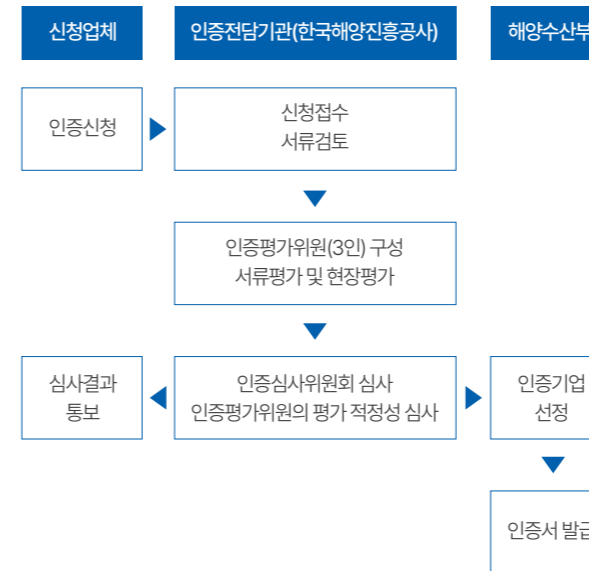 신청업체
인증전담기관(한국해양진흥공사)
해양수산부
인증신청
신청접수
서류검토
인증평가위원(3인) 구성
서류평가 및 현장평가
심사결과
통보
인증심사위원회 심사
인증평가위원의 평가 적정성 심사
인증기업
선정
인증서 발급